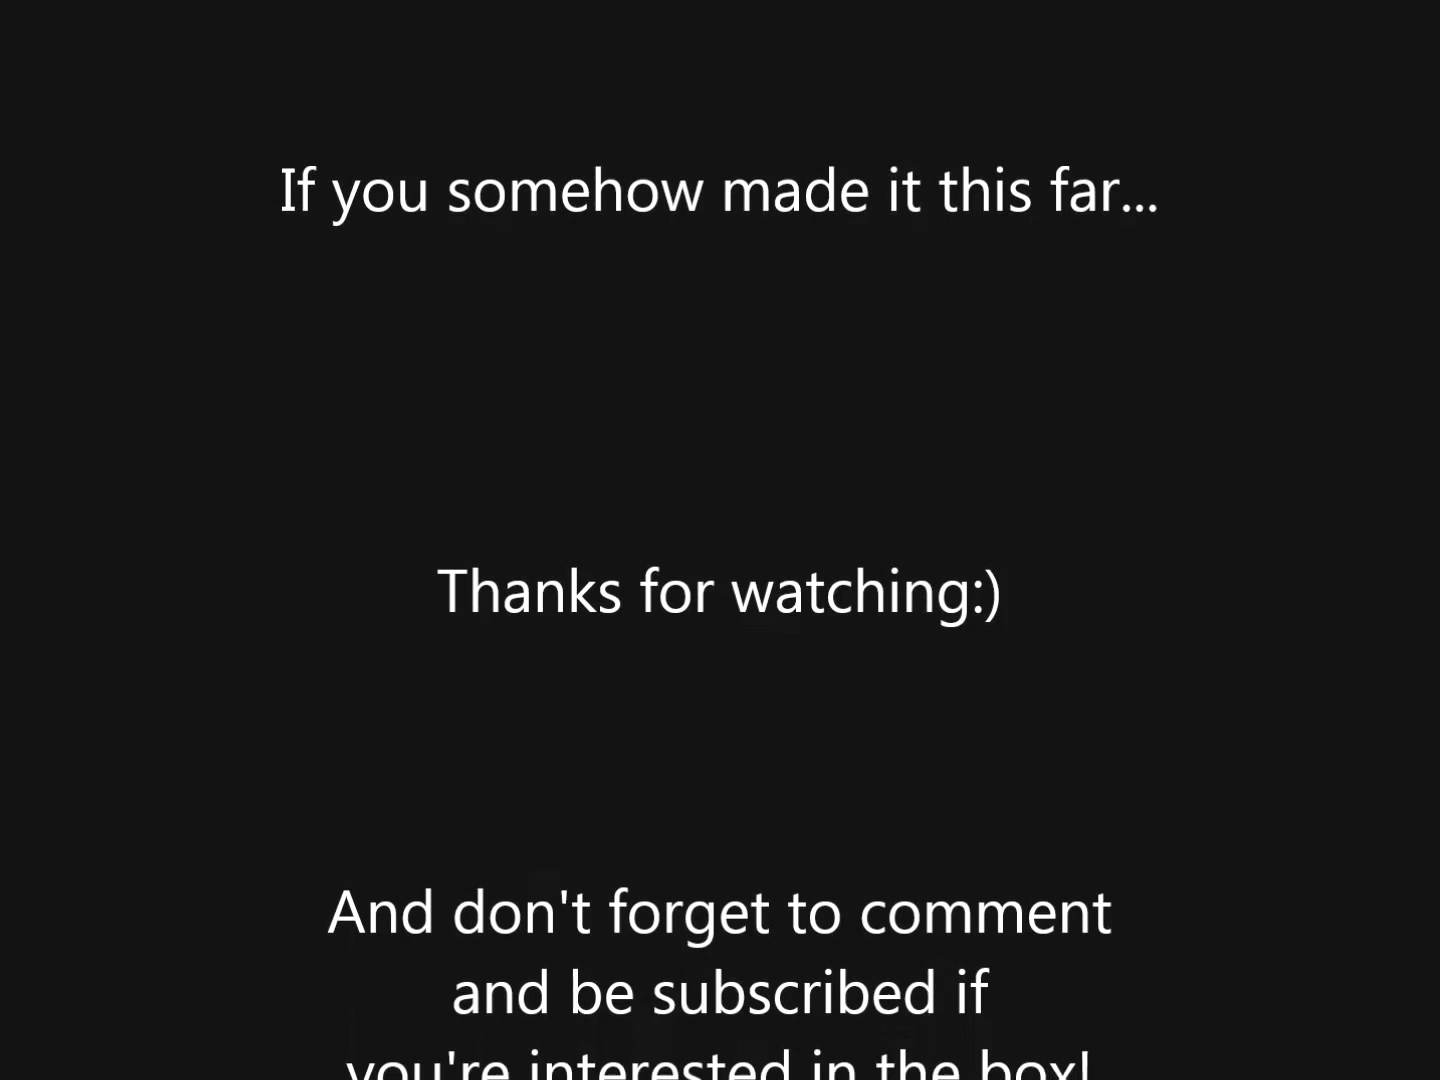 If you somehow made it this far...
Thanks for watching:)
And don't forget to comment
and be subscribed if
you're interested in the box!